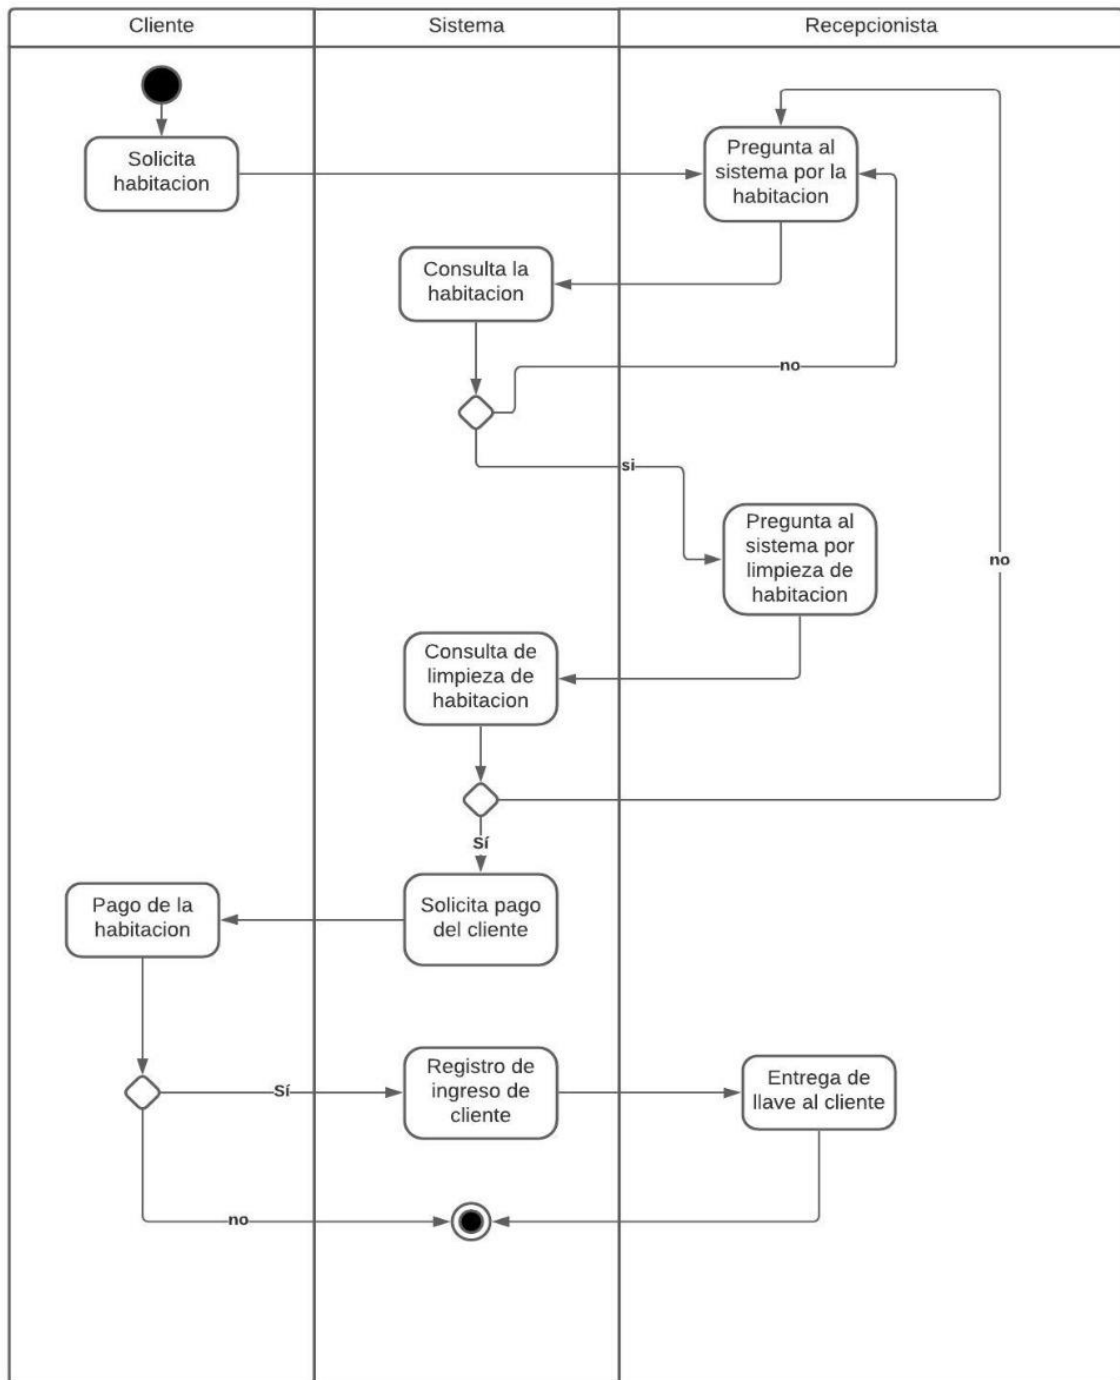 Cliente
Sistema
Recepcionista
Solicita
habitacion
Pregunta al
sistema por la
habitacion
Consulta la
habitacion
no
si
Pregunta al
sistema por
limpieza de
habitacion
no
Consulta de
limpieza de
habitacion
Sí
Pago de la
habitacion
Solicita pago
del cliente
Sí
Registro de
ingreso de
cliente
Entrega de
llave al cliente
no